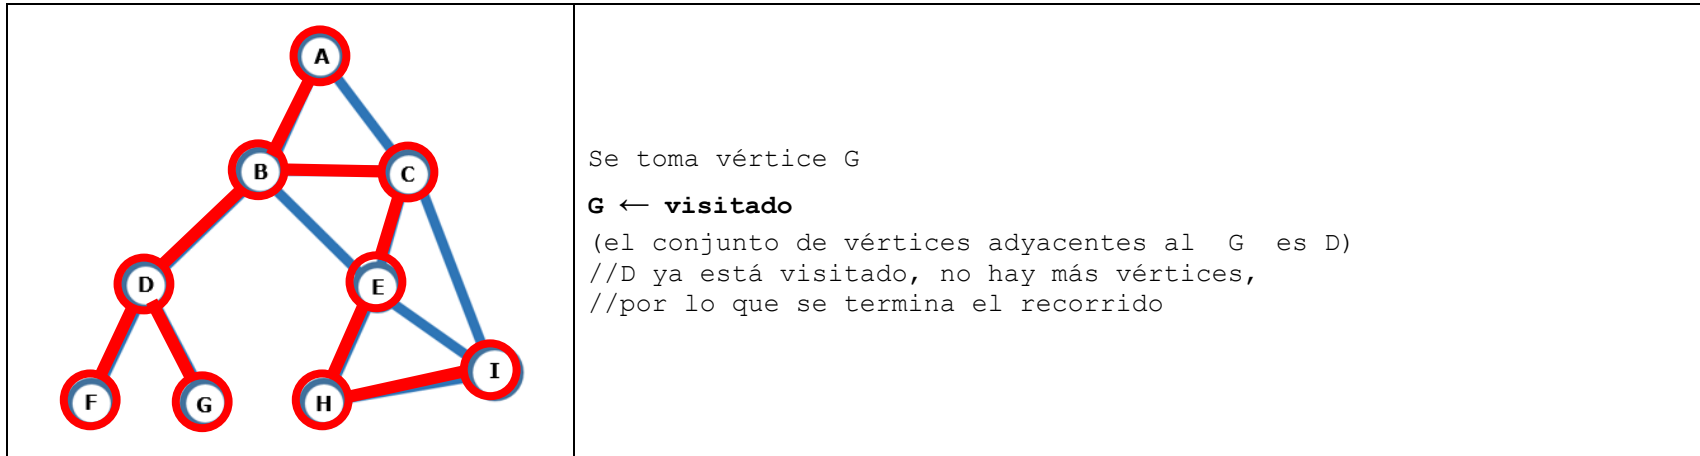 A
B
C
D
E
F
G
H
I
Se toma vértice G
G ← visitado
(el conjunto de vértices adyacentes al  G  es D)
//D ya está visitado, no hay más vértices,
//por lo que se termina el recorrido